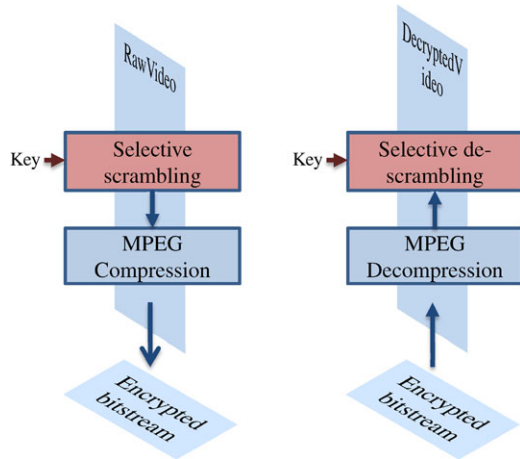 RawVideo
Key
Selective
scrambling
MPEG
Compression
Encrypted
bitstream
DecryptedV
ideo
Key
Selective de-
scrambling
MPEG
Decompression
Encrypted
bitstream